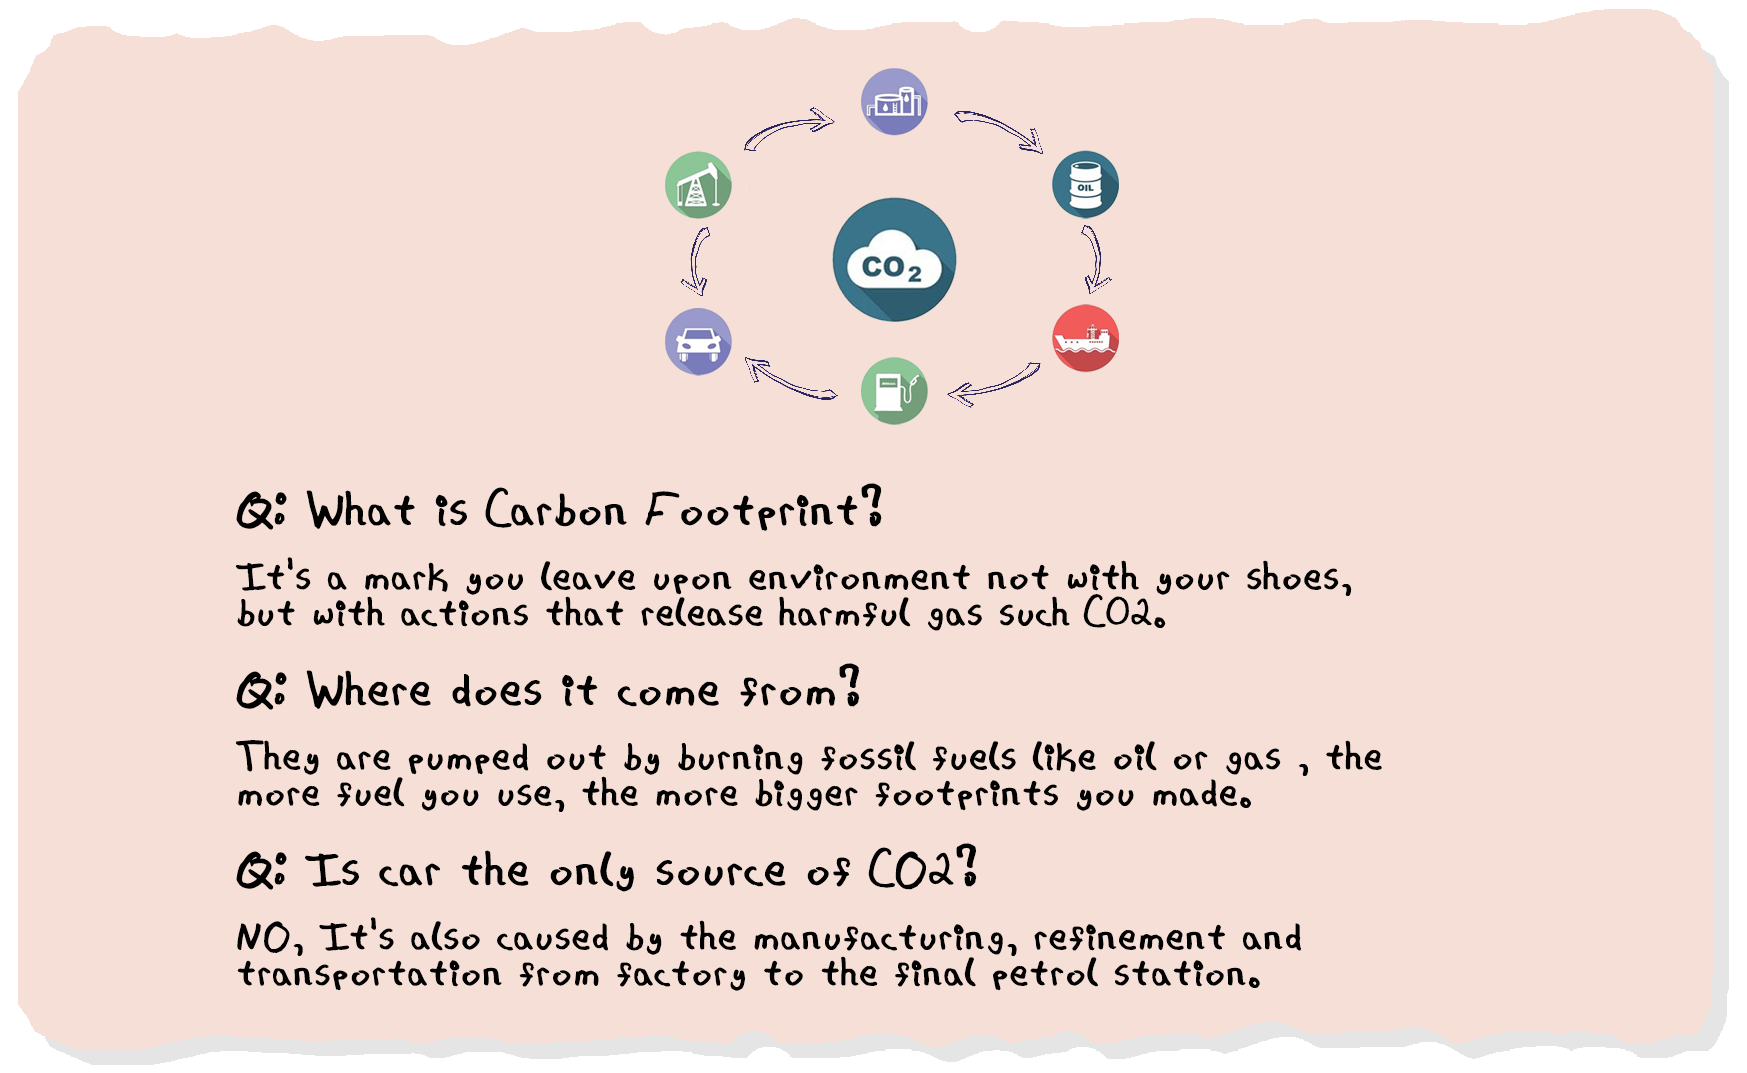 OIL
CO2
Q: What is Carbon Footprint?
It's a mark you leave upon environment not with your shoes,
but with actions that release harmful gas such CO2.
Q: Where does it come from?
They are pumped out by burning fossil fuels like oil or gas , the
more fuel you use, the more bigger footprints you made.
Q: Is car the only source of CO2?
NO, It's also caused by the manufacturing, refinement and
transportation from factory to the final petrol station.